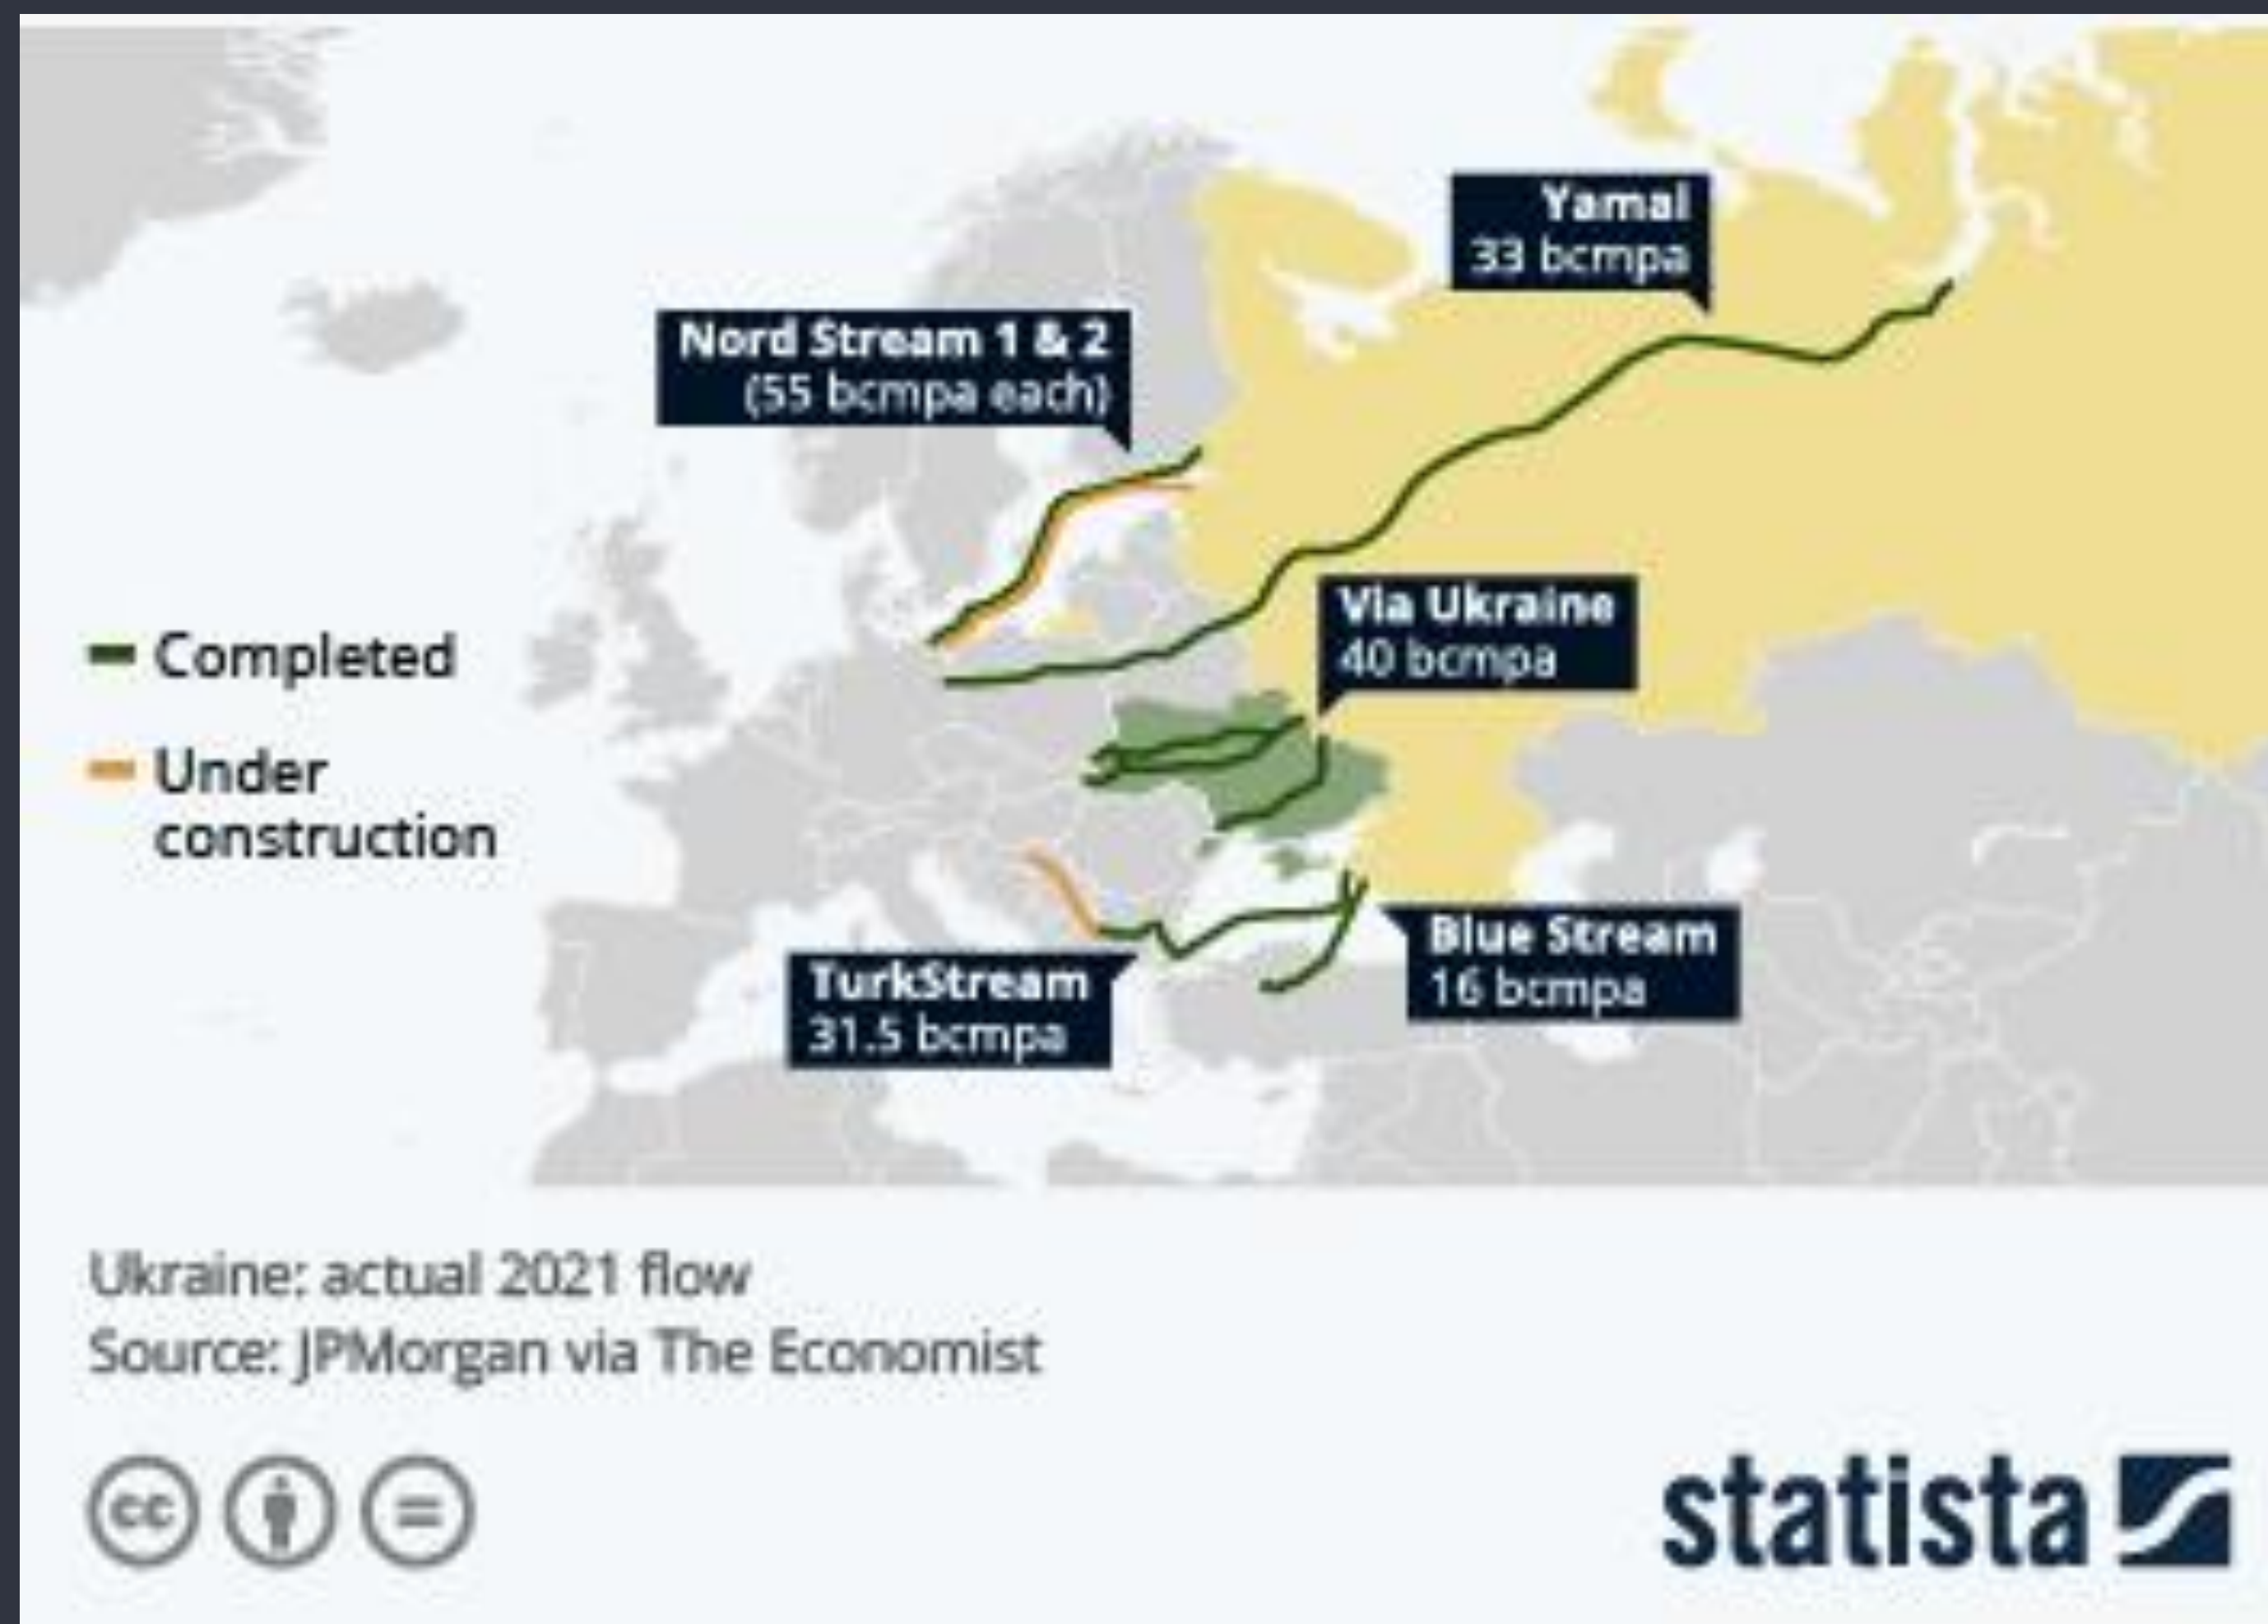 Yamal
33 bcmpa
Nord Stream 1 & 2
(55 bcmpa each)
Via Ukraine
40 bcmpa
Completed
Under
construction
Blue Stream
16 bcmpa
TurkStream
31.5 bcmpa
Ukraine: actual 2021 flow
Source: JPMorgan via The Economist
cc
statista